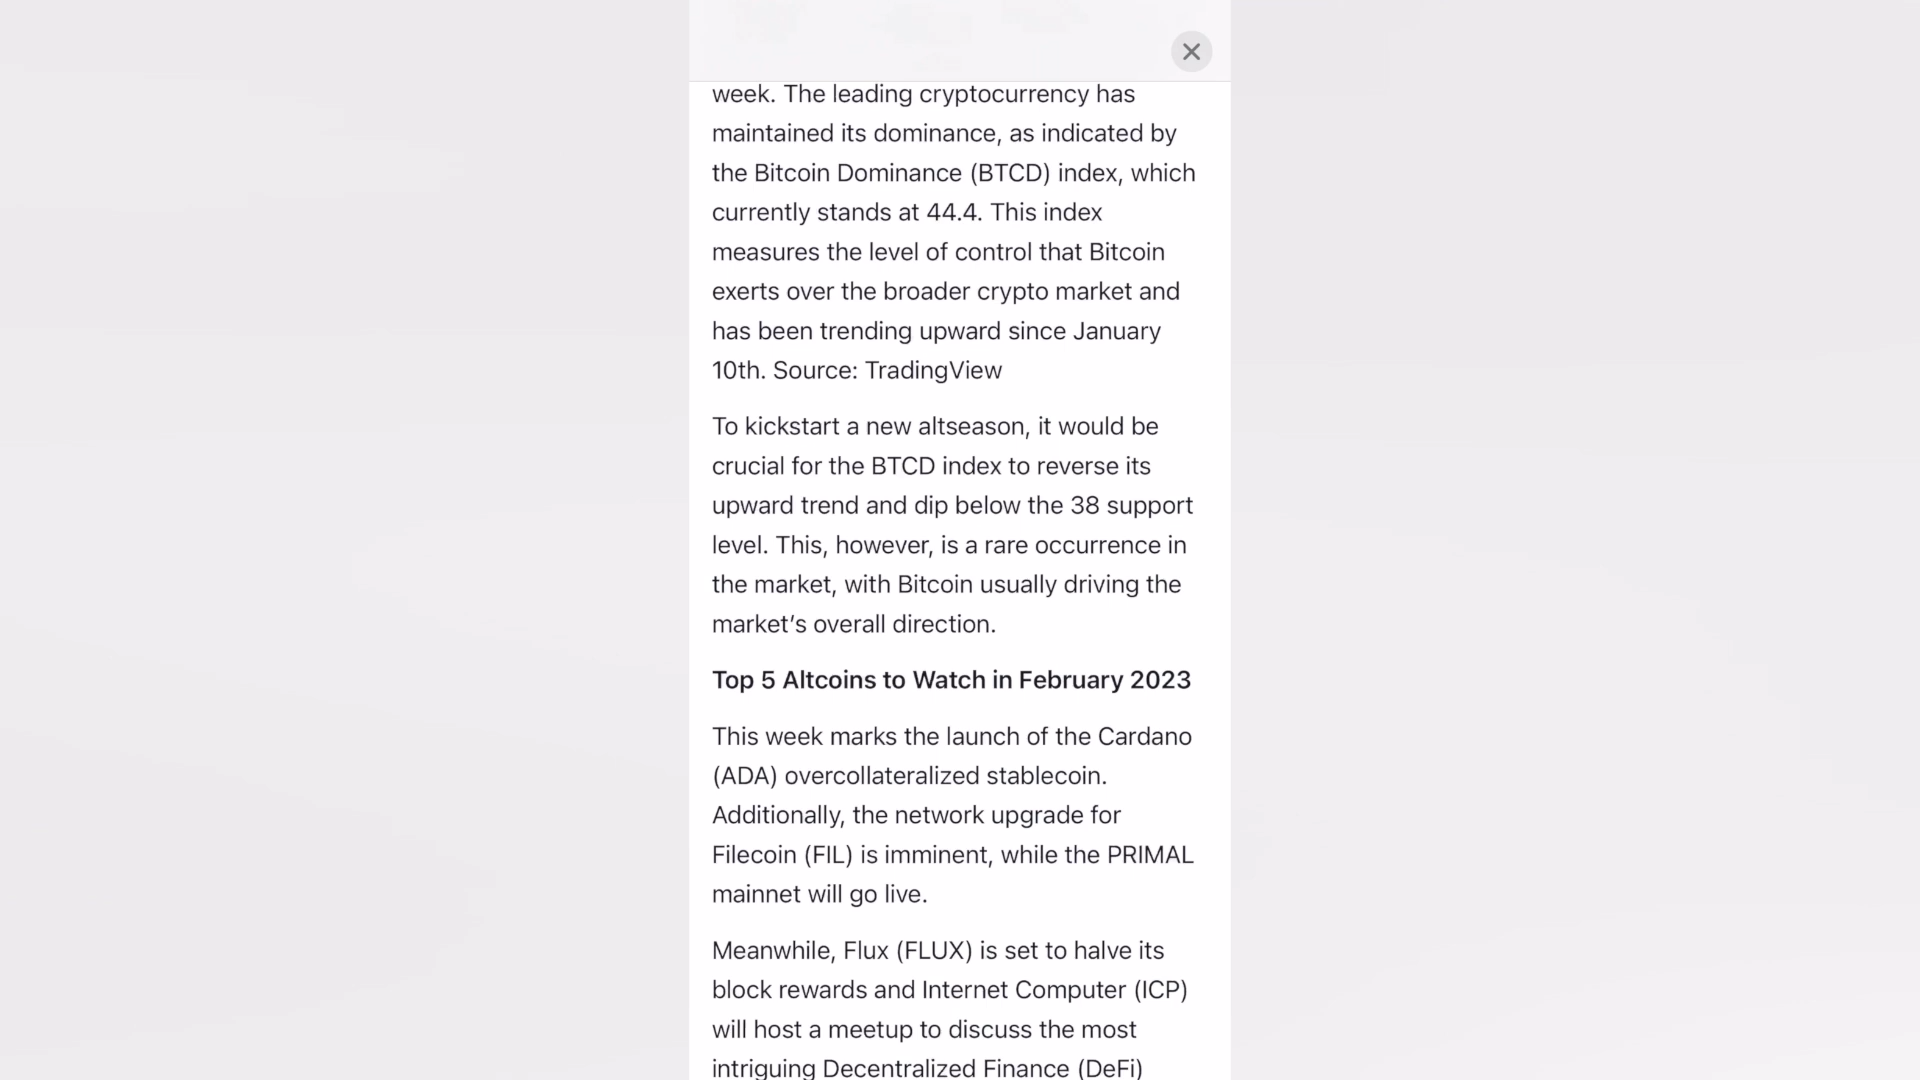 week. The leading cryptocurrency has
maintained its dominance, as indicated by
the Bitcoin Dominance (BTCD) index, which
currently stands at 44.4. This index
measures the level of control that Bitcoin
exerts over the broader crypto market and
has been trending upward since January
10th. Source: TradingView
To kickstart a new altseason, it would be
crucial for the BTCD index to reverse its
upward trend and dip below the 38 support
level. This, however, is a rare occurrence in
the market, with Bitcoin usually driving the
market’s overall direction.
Top 5 Altcoins to Watch in February 2023
This week marks the launch of the Cardano
(ADA) overcollateralized stablecoin.
Additionally, the network upgrade for
Filecoin (FIL) is imminent, while the PRIMAL
mainnet will go live.
Meanwhile, Flux (FLUX) is set to halve its
block rewards and Internet Computer (ICP)
will host a meetup to discuss the most
intriguing Decentralized Finance (DeFi)